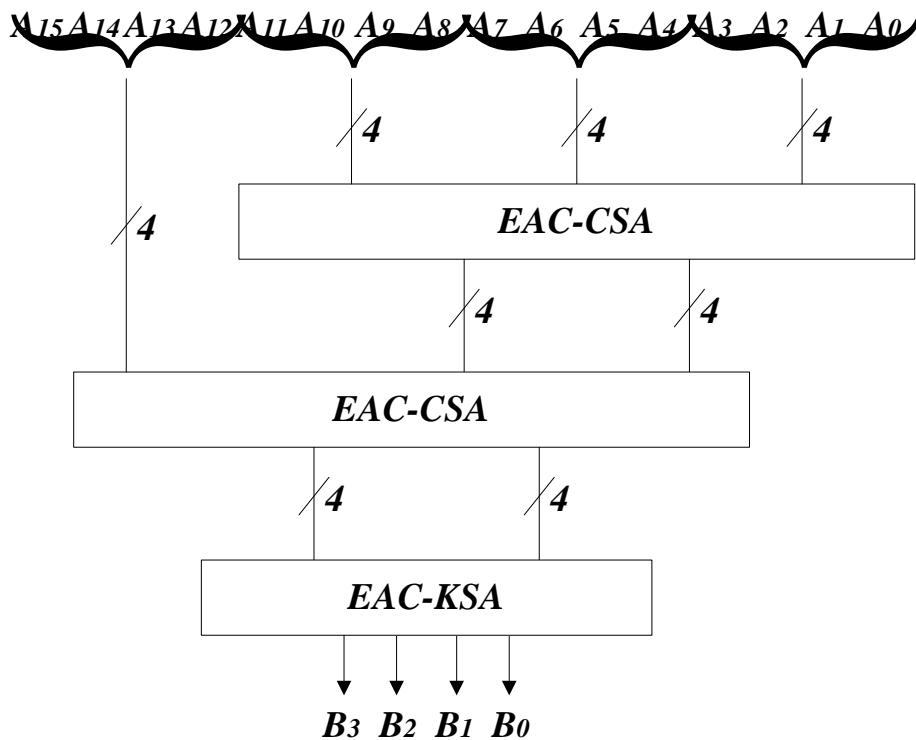 A15 A14 A13 A12 A11 A10 A9 A8 A7 A6 A5 A4 A3 A2 A1 A0
4 4 4
4 EAC-CSA
4 4
EAC-CSA
4 4
EAC-KSA
B3 B2 B1 B0